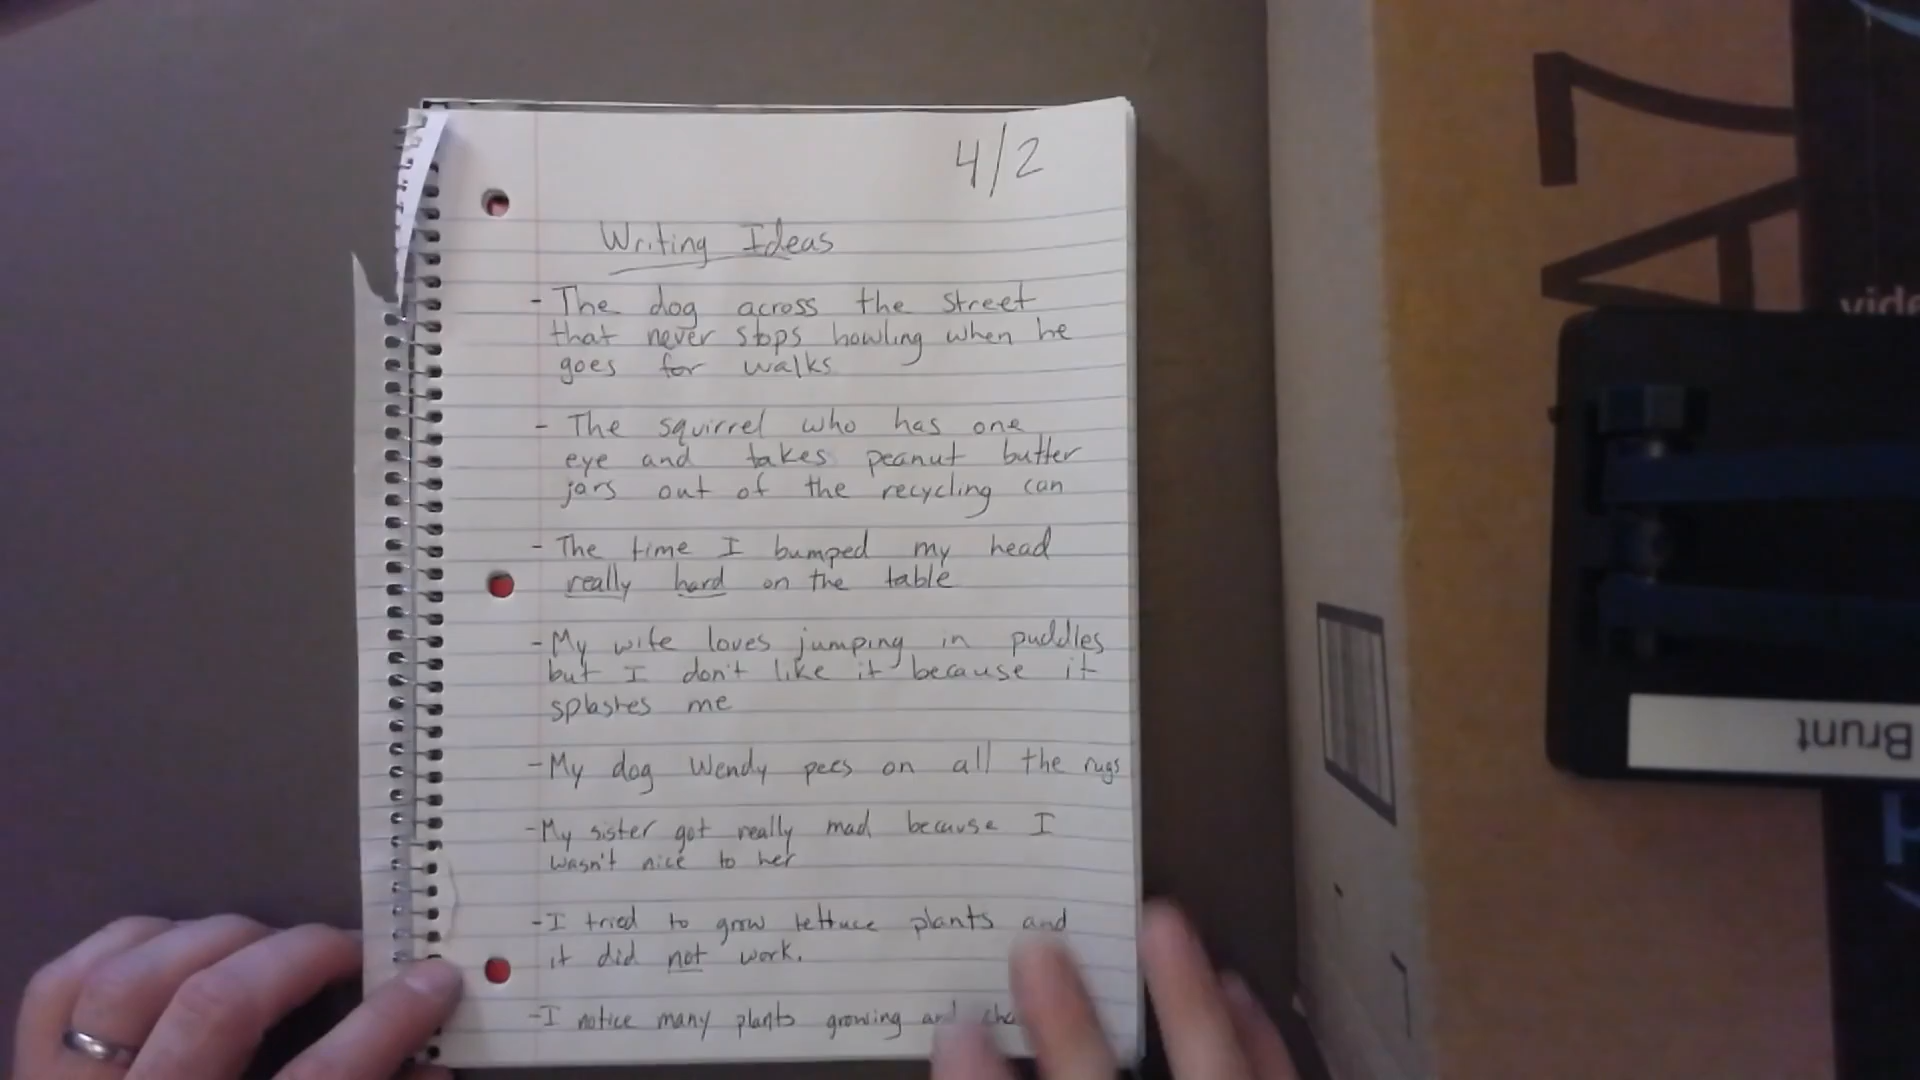 4/2
Writing Ideas
- The dog across the street
that never stops howling when he
goes for walks
- The squirrel who has one
eye and takes peanut butter
jars out of the recycling can
- The time I bumped my head
really hard on the table
- My wife loves jumping in puddles
but I don't like it because it
splashes me
- My dog Wendy pees on all the rugs
- My sister got really mad because I
wasn't nice to her
- I tried to grow lettuce plants and
it did not work.
- I notice many plants growing and
Brunt